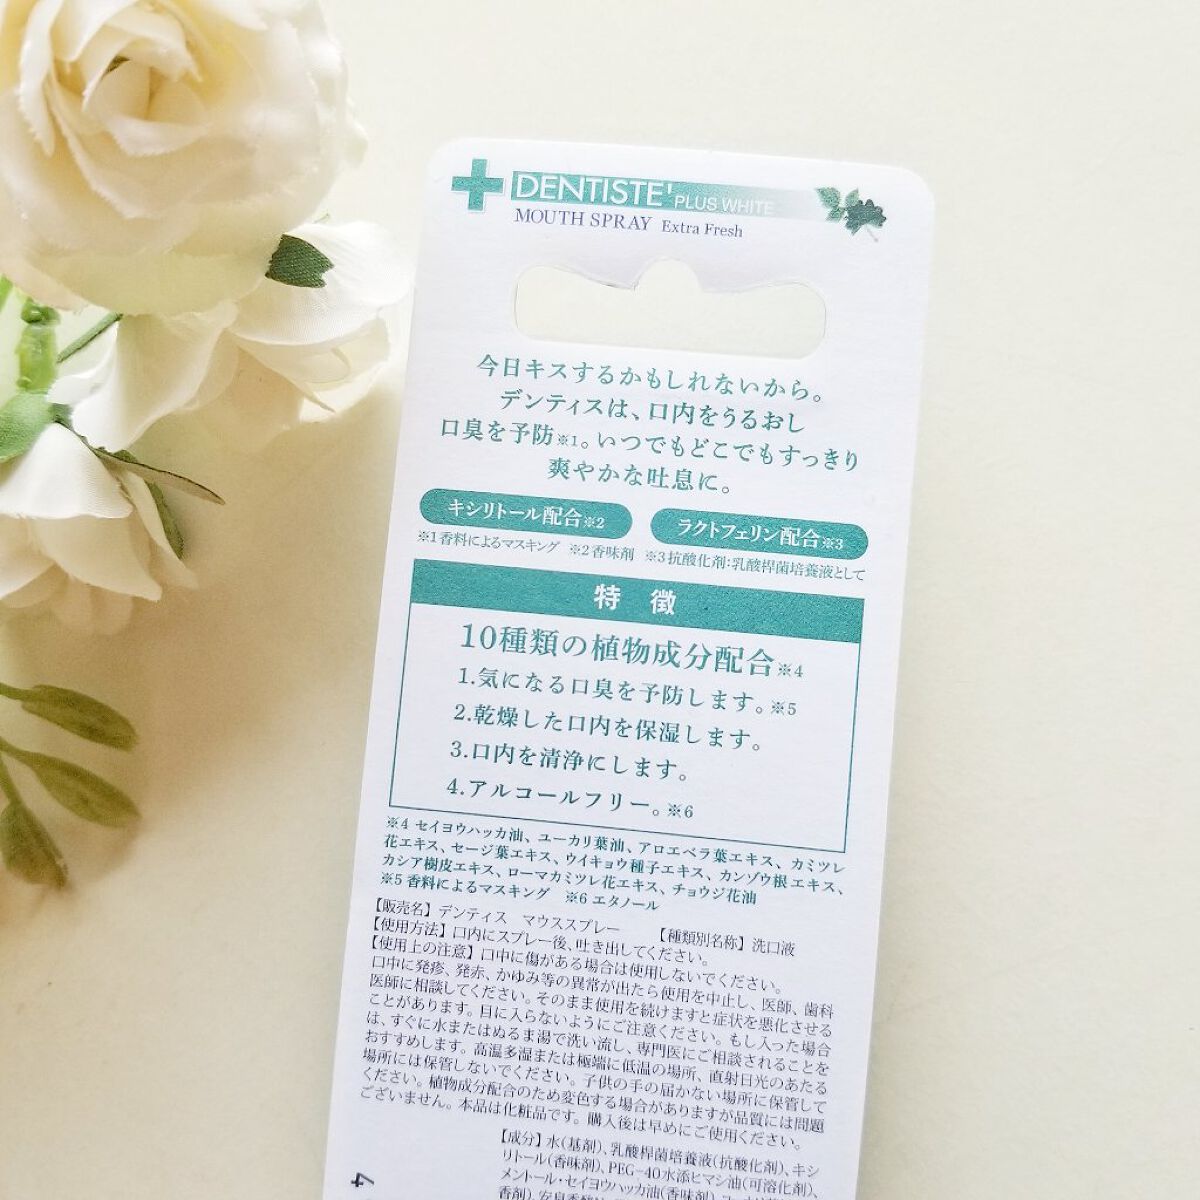 DENTISTE' PLUS WHITE
MOUTH SPRAY Extra Fresh
今日キスするかもしれないから。
デンティスは、口内をうるおし
口臭を予防※1。いつでもどこでもすっきり
爽やかな吐息に。
キシリトール配合※2 ラクトフェリン配合※3
※1香料によるマスキング ※2香味剤 ※3抗酸化剤:乳酸桿菌培養液として
特徴
10種類の植物成分配合※4
1.気になる口臭を予防します。※5
2.乾燥した口内を保湿します。
3.口内を清浄にします。
4.アルコールフリー。※6
※4 セイヨウハッカ油、ユーカリ葉油、アロエベラ葉エキス、カミツレ
花エキス、セージ葉エキス、ウイキョウ種子エキス、カンゾウ根エキス、
カシア樹皮エキス、ローマカミツレ花エキス、チョウジ花油
※5 香料によるマスキング ※6 エタノール
【販売名】デンティス マウススプレー 【種類別名称】洗口液
【使用方法】口内にスプレー後、吐き出してください。
【使用上の注意】口中に傷がある場合は使用しないでください。
口中に発疹、発赤、かゆみ等の異常が出たら使用を中止し、医師、歯科
医師に相談してください。そのまま使用を続けますと症状を悪化させる
ことがあります。目に入らないようにご注意ください。もし入った場合
は、すぐに水またはぬるま湯で洗い流し、専門医にご相談されることを
おすすめします。高温多湿または極端に低温の場所、直射日光のあたる
場所には保管しないでください。子供の手の届かない場所に保管して
ください。植物成分配合のため変色する場合がありますが品質には問題
ございません。本品は化粧品です。購入後は早めにご使用ください。
【成分】水(基剤)、乳酸桿菌培養液(抗酸化剤)、キシ
リトール(香味剤)、PEG-40水添ヒマシ油(可溶化剤)、
メントール・セイヨウハッカ油(香味剤)、